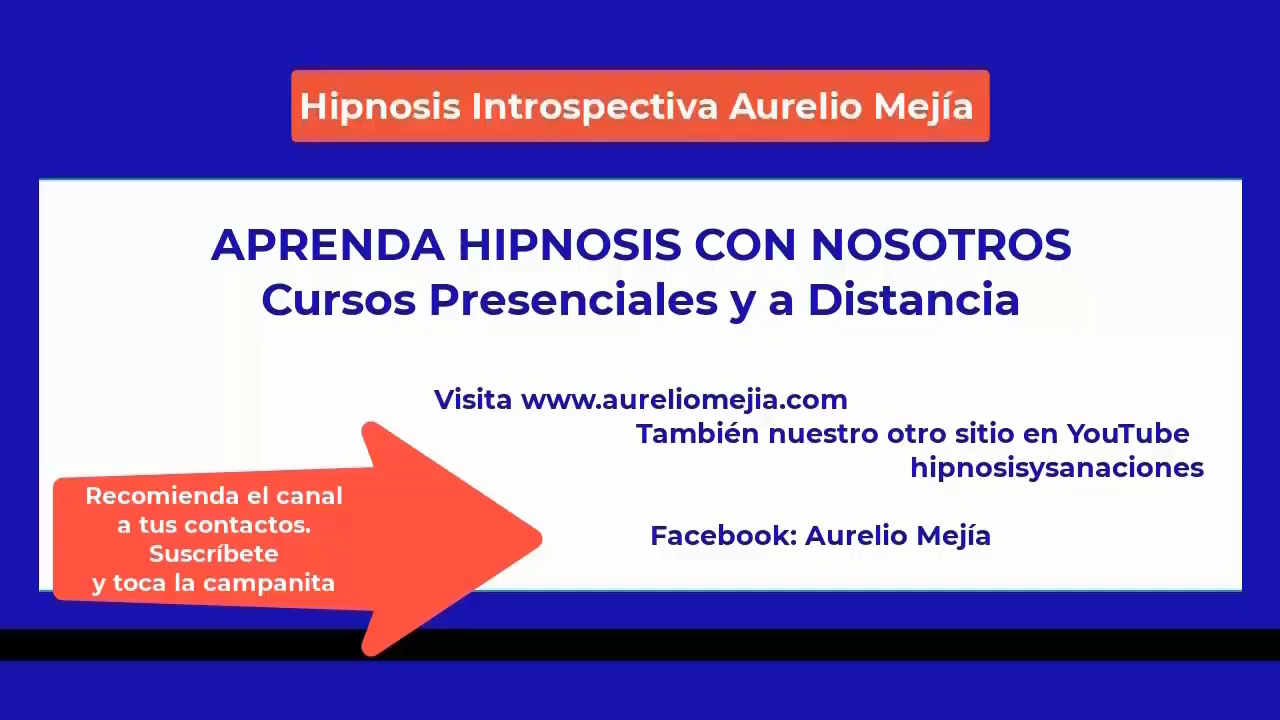 Hipnosis Introspectiva Aurelio Mejía
APRENDA HIPNOSIS CON NOSOTROS
Cursos Presenciales y a Distancia
Visita www.aureliomejia.com
También nuestro otro sitio en YouTube
hipnosisysanaciones
Facebook: Aurelio Mejía
Recomienda el canal
a tus contactos.
Suscríbete
y toca la campanita